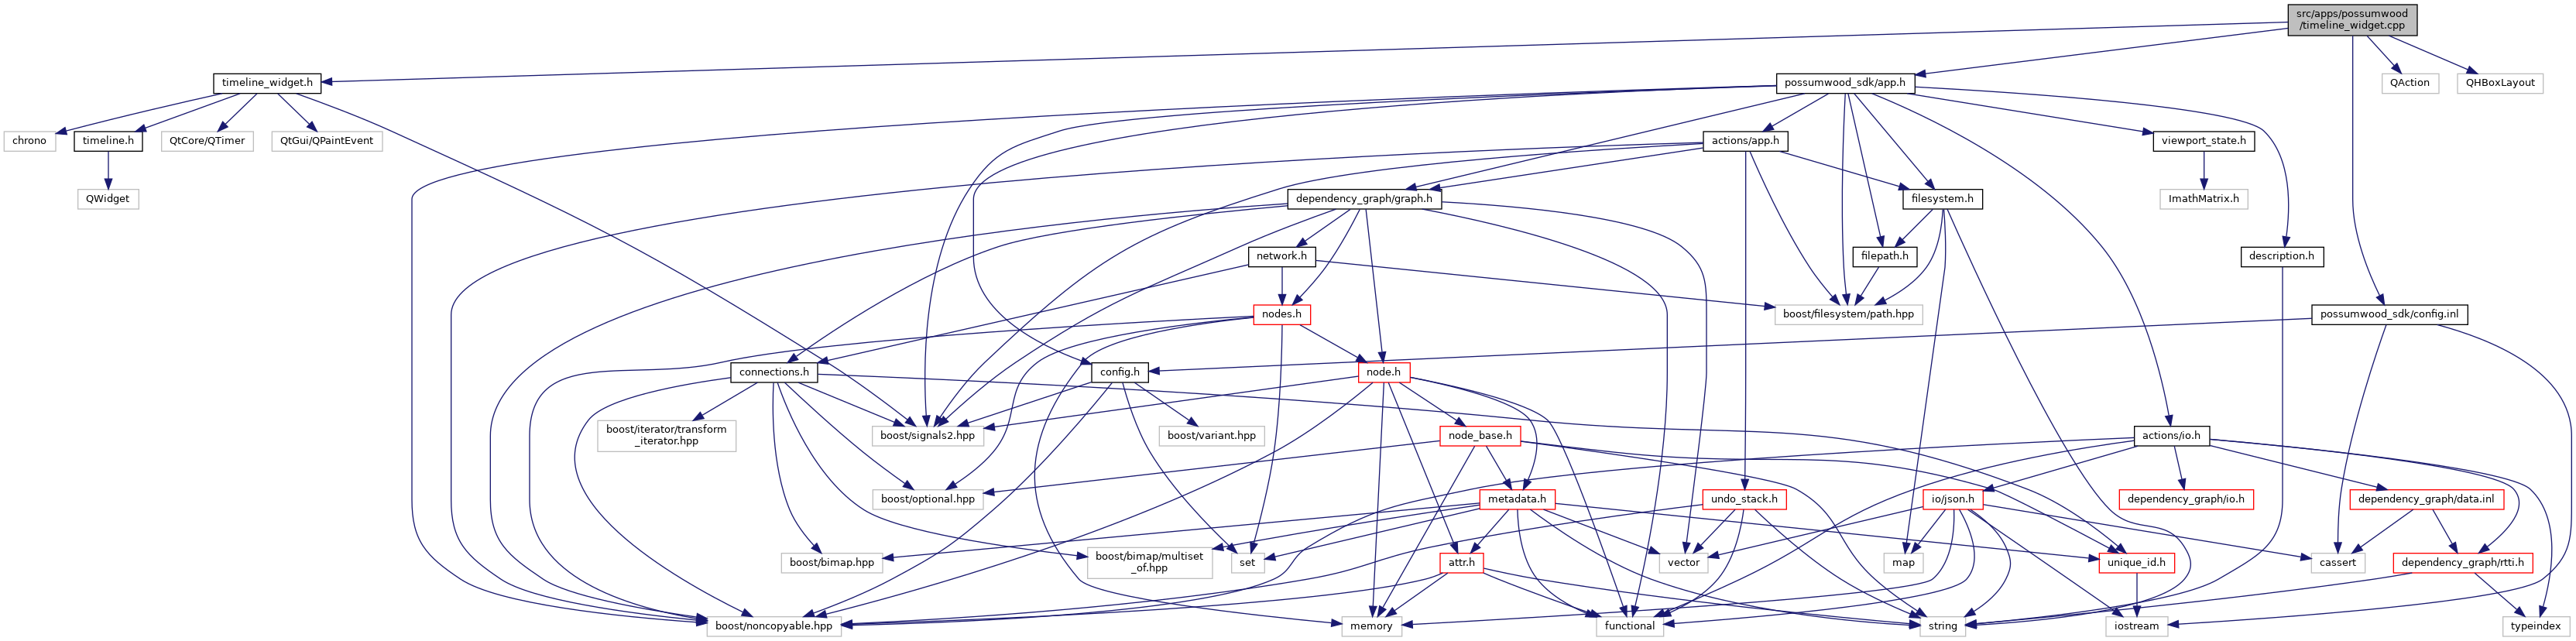 src/apps/possumwood
/timeline_widget.cpp
timeline_widget.h
possumwood_sdk/app.h
QAction
QHBoxLayout
chrono
timeline.h
QtCore/QTimer
QtGui/QPaintEvent
actions/app.h
viewport_state.h
QWidget
dependency_graph/graph.h
filesystem.h
ImathMatrix.h
network.h
filepath.h
description.h
nodes.h
boost/filesystem/path.hpp
possumwood_sdk/config.inl
connections.h
config.h
node.h
boost/iterator/transform
_iterator.hpp
boost/signals2.hpp
boost/variant.hpp
node_base.h
actions/io.h
boost/optional.hpp
metadata.h
undo_stack.h
io/json.h
dependency_graph/io.h
dependency_graph/data.inl
boost/bimap.hpp
boost/bimap/multiset
_of.hpp
set
attr.h
vector
map
unique_id.h
cassert
dependency_graph/rtti.h
boost/noncopyable.hpp
memory
functional
string
iostream
typeindex